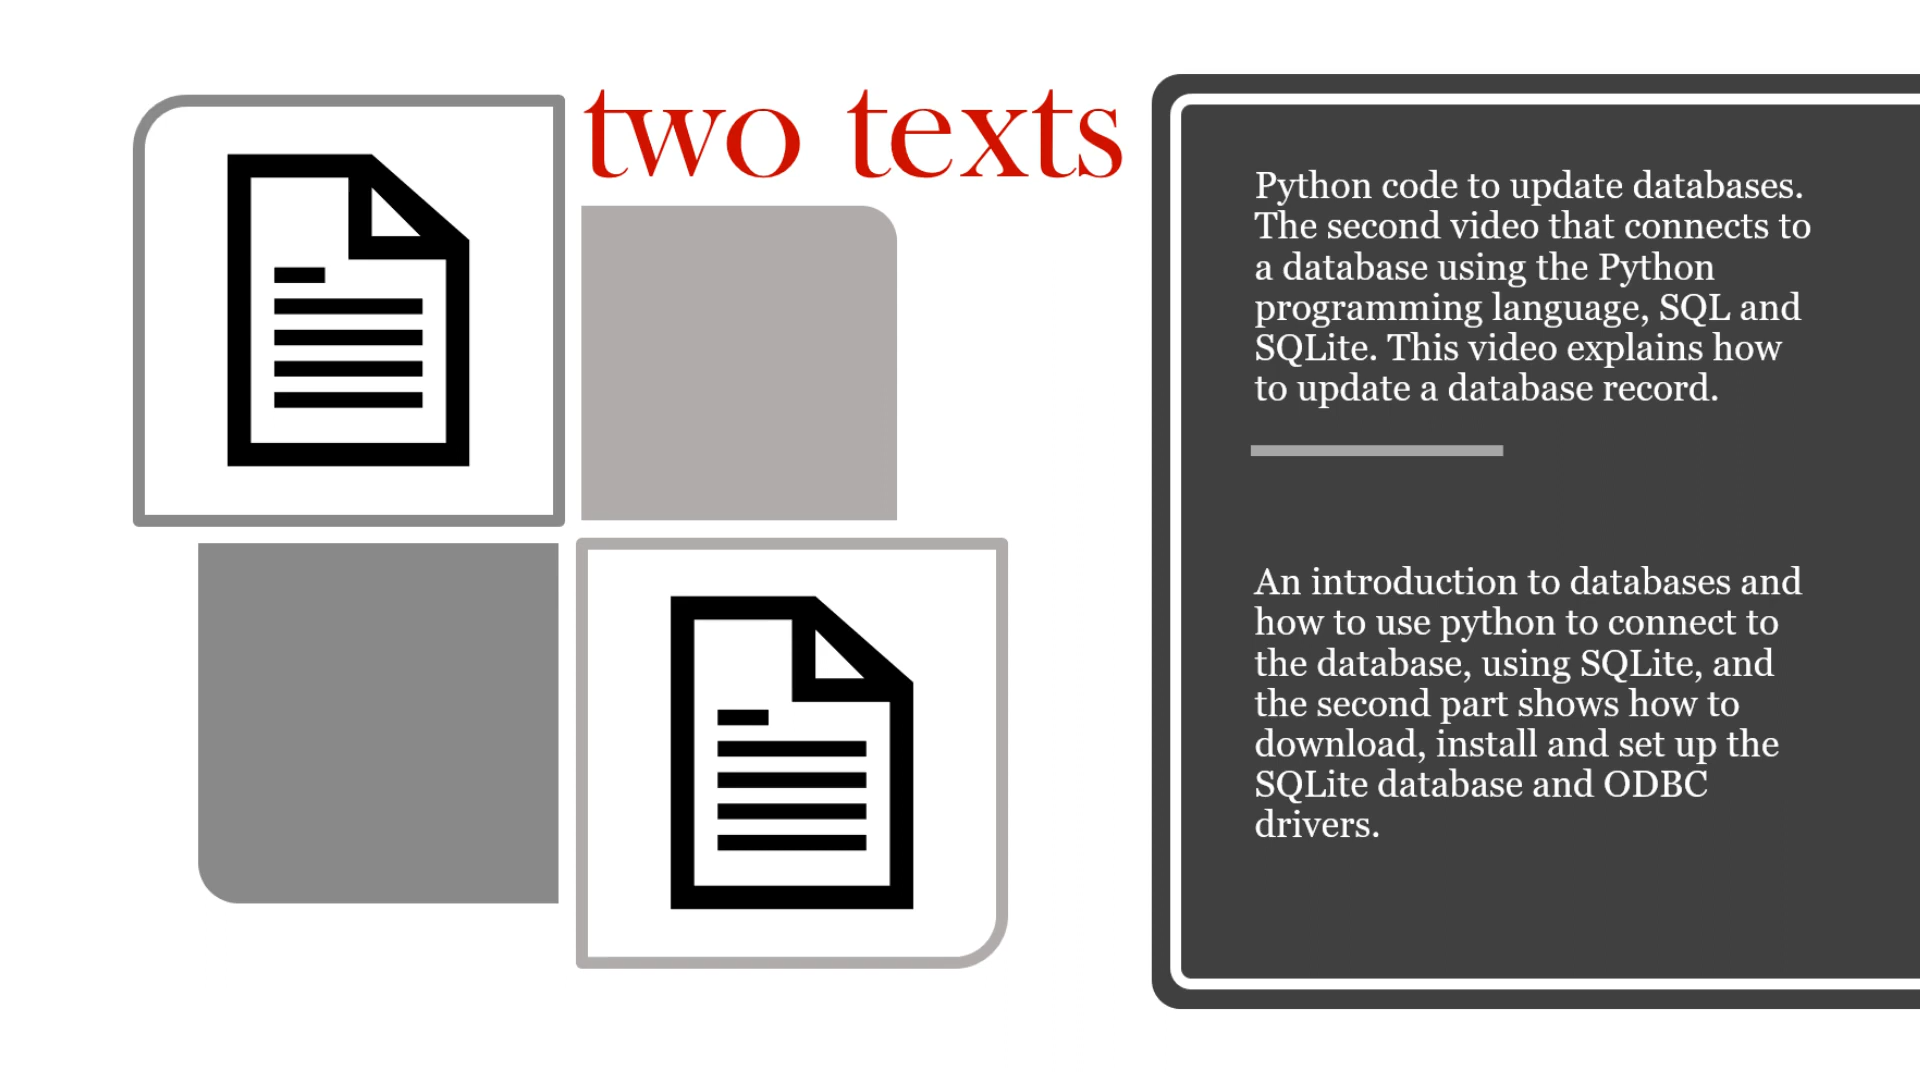 two texts
Python code to update databases.
The second video that connects to
a database using the Python
programming language, SQL and
SQLite. This video explains how
to update a database record.
An introduction to databases and
how to use python to connect to
the database, using SQLite, and
the second part shows how to
download, install and set up the
SQLite database and ODBC
drivers.